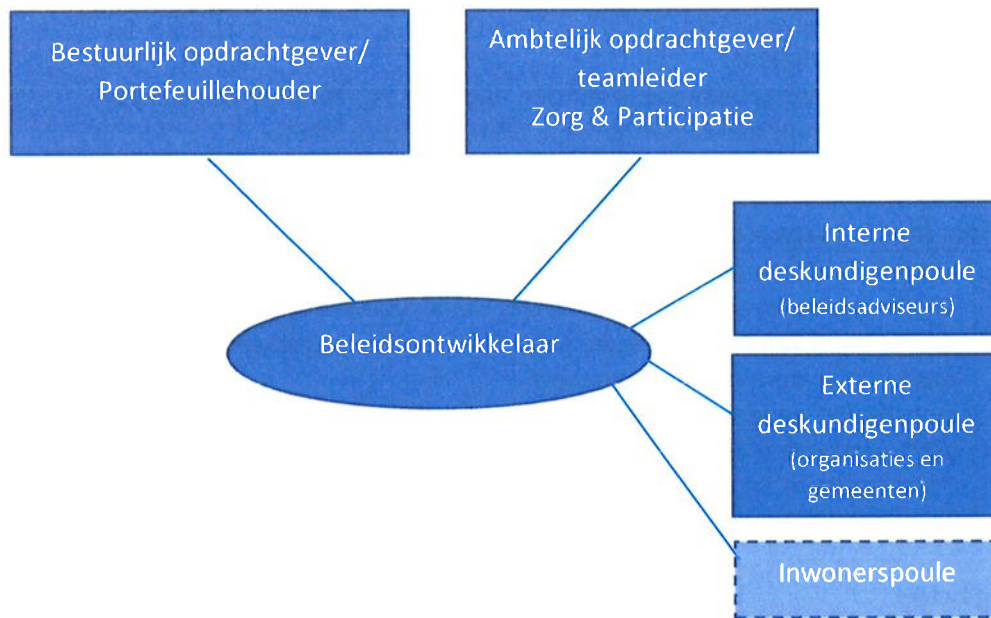 Bestuurlijk opdrachtgever/
Portefeuillehouder
Ambtelijk opdrachtgever/
teamleider
Zorg & Participatie
Interne
deskundigenpoule
(beleidsadviseurs)
Beleidsontwikkelaar
Externe
deskundigenpoule
(organisaties en
gemeenten)
Inwonerspoule